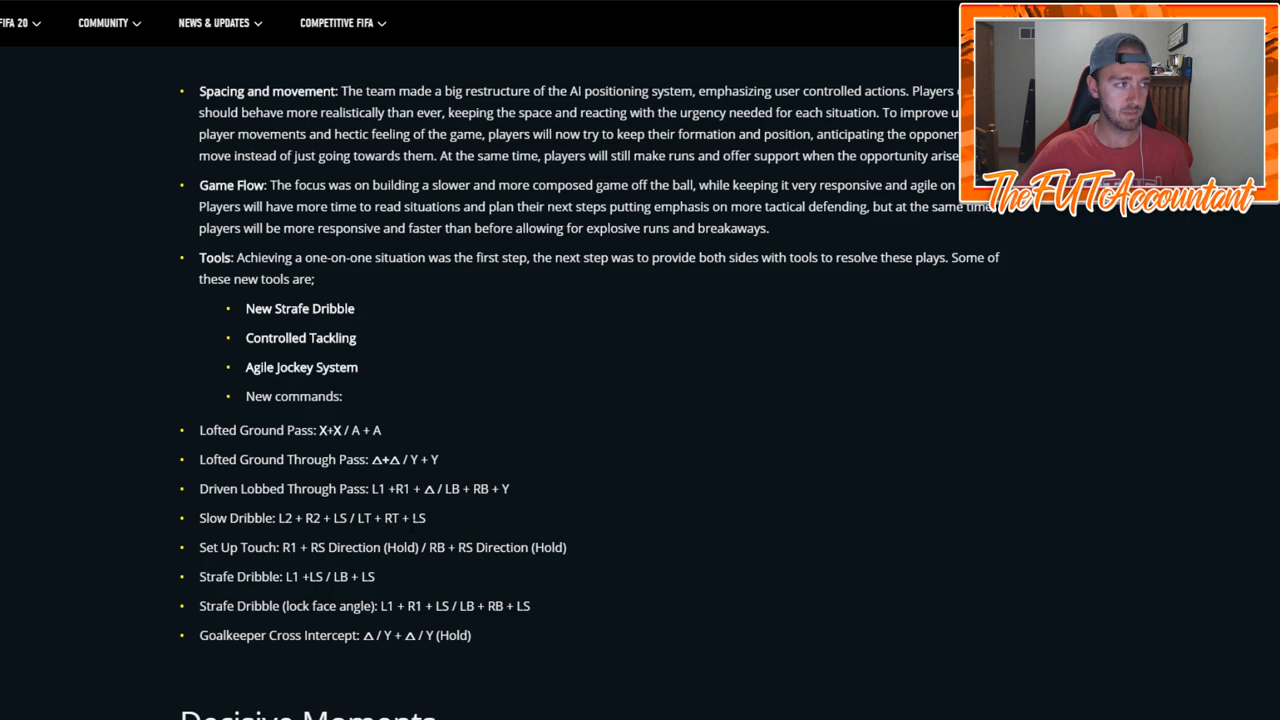 FIFA 20 COMMUNITY NEWS & UPDATES COMPETITIVE FIFA
• Spacing and movement: The team made a big restructure of the AI positioning system, emphasizing user controlled actions. Players
should behave more realistically than ever, keeping the space and reacting with the urgency needed for each situation. To improve
player movements and hectic feeling of the game, players will now try to keep their formation and position, anticipating the
move instead of just going towards them. At the same time, players will still make runs and offer support when the opportunity
• Game Flow: The focus was on building a slower and more composed game off the ball, while keeping it very responsive and agile on
Players will have more time to read situations and plan their next steps putting emphasis on more tactical defending, but at the same time,
players will be more responsive and faster than before allowing for explosive runs and breakaways.
• Tools: Achieving a one-on-one situation was the first step, the next step was to provide both sides with tools to resolve these plays. Some of
these new tools are;
• New Strafe Dribble
• Controlled Tackling
• Agile Jockey System
• New commands:
• Lofted Ground Pass: X+X / A + A
• Lofted Ground Through Pass: △+△ / Y + Y
• Driven Lobbed Through Pass: L1 +R1 + △ / LB + RB + Y
• Slow Dribble: L2 + R2 + LS / LT + RT + LS
• Set Up Touch: R1 + RS Direction (Hold) / RB + RS Direction (Hold)
• Strafe Dribble: L1 +LS / LB + LS
• Strafe Dribble (lock face angle): L1 + R1 + LS / LB + RB + LS
• Goalkeeper Cross Intercept: △ / Y + △ / Y (Hold)
Decisive Moments
TheFUTAccountant